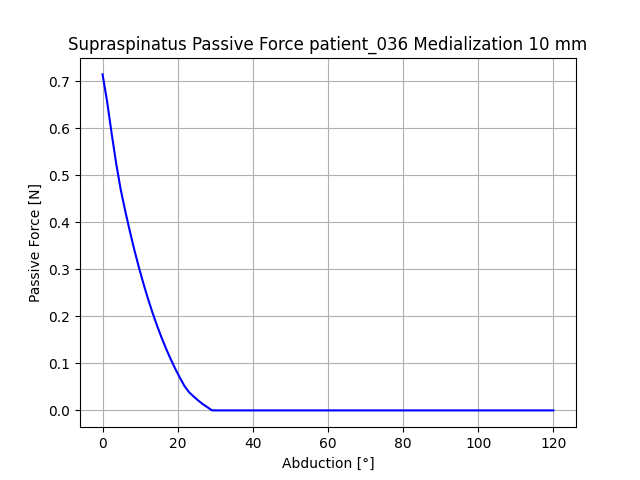 Supraspinatus Passive Force patient_036 Medialization 10 mm
0.7
0.6
0.5
0.4
0.3
0.2
0.1
0.0
Passive Force [N]
0 20 40 60 80 100 120
Abduction [°]